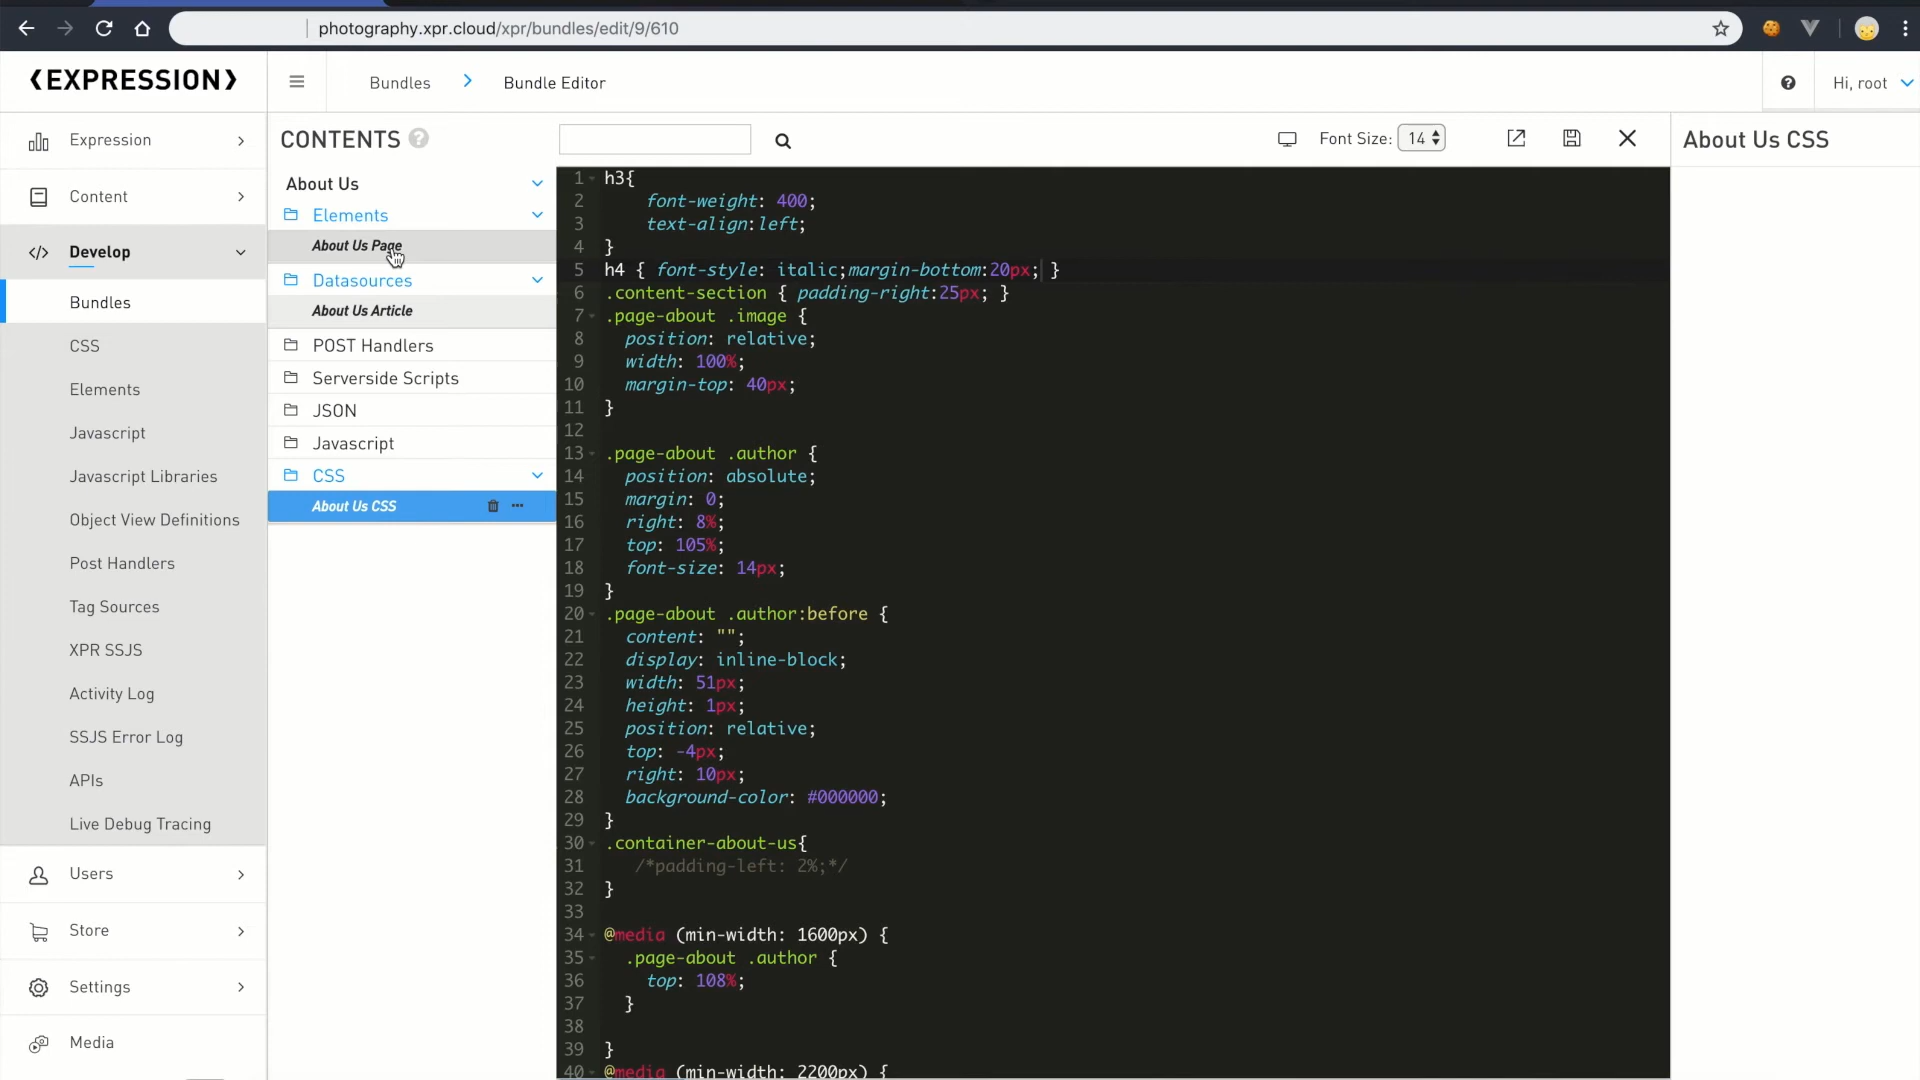 photography.xpr.cloud/xpr/bundles/edit/9/610
‹EXPRESSION›
Bundles
Bundle Editor
Hi, root
Expression
Content
Develop
Bundles
CSS
Elements
Javascript
Javascript Libraries
Object View Definitions
Post Handlers
Tag Sources
XPR SSJS
Activity Log
SSJS Error Log
APIs
Live Debug Tracing
Users
Store
Settings
Media
CONTENTS ?
About Us
Elements
About Us Page
Datasources
About Us Article
POST Handlers
Serverside Scripts
JSON
Javascript
CSS
About Us CSS
Font Size: 14
1 h3{
2 font-weight: 400;
3 text-align:left;
4 }
5 h4 { font-style: italic;margin-bottom:20px; }
6 .content-section { padding-right:25px; }
7 .page-about .image {
8 position: relative;
9 width: 100%;
10 margin-top: 40px;
11 }
12
13 .page-about .author {
14 position: absolute;
15 margin: 0;
16 right: 8%;
17 top: 105%;
18 font-size: 14px;
19 }
20 .page-about .author:before {
21 content: "";
22 display: inline-block;
23 width: 51px;
24 height: 1px;
25 position: relative;
26 top: -4px;
27 right: 10px;
28 background-color: #000000;
29 }
30 .container-about-us{
31 /*padding-left: 2%;*/
32 }
33
34 @media (min-width: 1600px) {
35 .page-about .author {
36 top: 108%;
37 }
38
39 }
40 @media (min-width: 2200px) {
About Us CSS